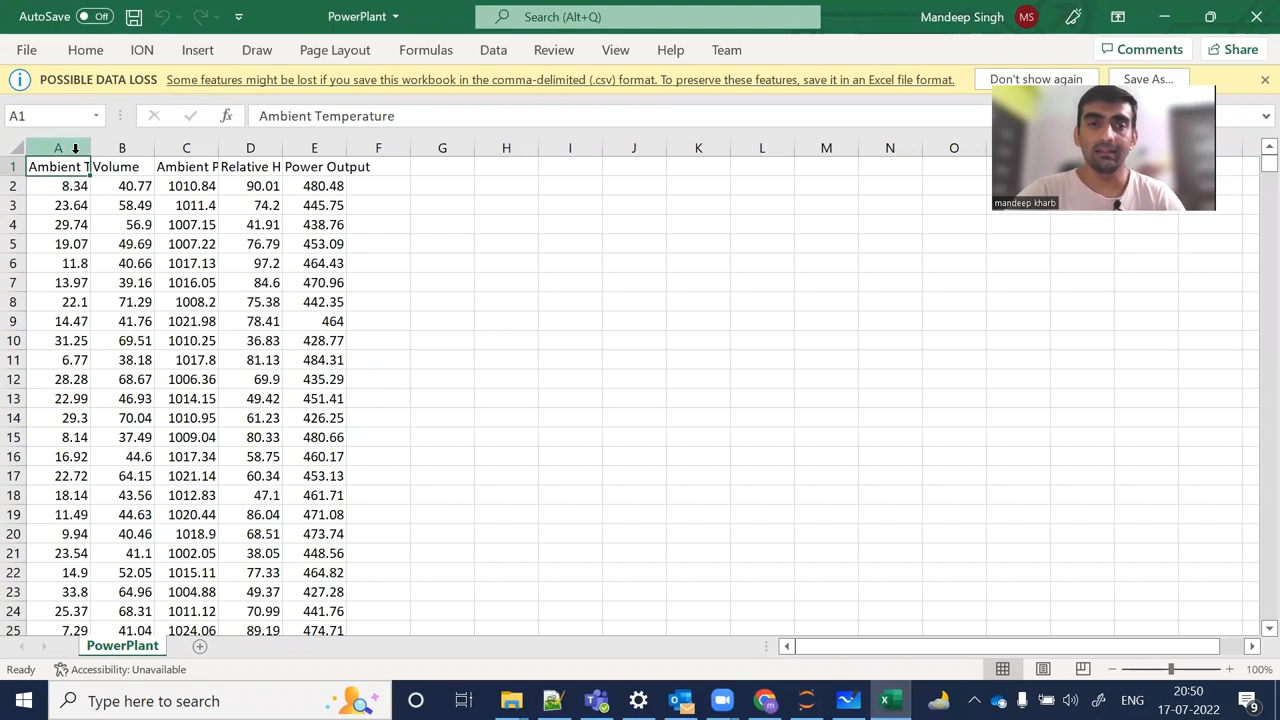 AutoSave Off PowerPlant Search (Alt+Q) Mandeep Singh MS
File Home ION Insert Draw Page Layout Formulas Data Review View Help Team Comments Share
POSSIBLE DATA LOSS Some features might be lost if you save this workbook in the comma-delimited (.csv) format. To preserve these features, save it in an Excel file format. Don't show again Save As...
A1 fx Ambient Temperature
A B C D E F G H I J K L M N O
1 Ambient T Volume Ambient P Relative H Power Output
2 8.34 40.77 1010.84 90.01 480.48
3 23.64 58.49 1011.4 74.2 445.75
mandeep kharb
4 29.74 56.9 1007.15 41.91 438.76
5 19.07 49.69 1007.22 76.79 453.09
6 11.8 40.66 1017.13 97.2 464.43
7 13.97 39.16 1016.05 84.6 470.96
8 22.1 71.29 1008.2 75.38 442.35
9 14.47 41.76 1021.98 78.41 464
10 31.25 69.51 1010.25 36.83 428.77
11 6.77 38.18 1017.8 81.13 484.31
12 28.28 68.67 1006.36 69.9 435.29
13 22.99 46.93 1014.15 49.42 451.41
14 29.3 70.04 1010.95 61.23 426.25
15 8.14 37.49 1009.04 80.33 480.66
16 16.92 44.6 1017.34 58.75 460.17
17 22.72 64.15 1021.14 60.34 453.13
18 18.14 43.56 1012.83 47.1 461.71
19 11.49 44.63 1020.44 86.04 471.08
20 9.94 40.46 1018.9 68.51 473.74
21 23.54 41.1 1002.05 38.05 448.56
22 14.9 52.05 1015.11 77.33 464.82
23 33.8 64.96 1004.88 49.37 427.28
24 25.37 68.31 1011.12 70.99 441.76
25 7.29 41.04 1024.06 89.19 474.71
PowerPlant
Ready Accessibility: Unavailable 100%
Type here to search ENG 20:50
17-07-2022 9